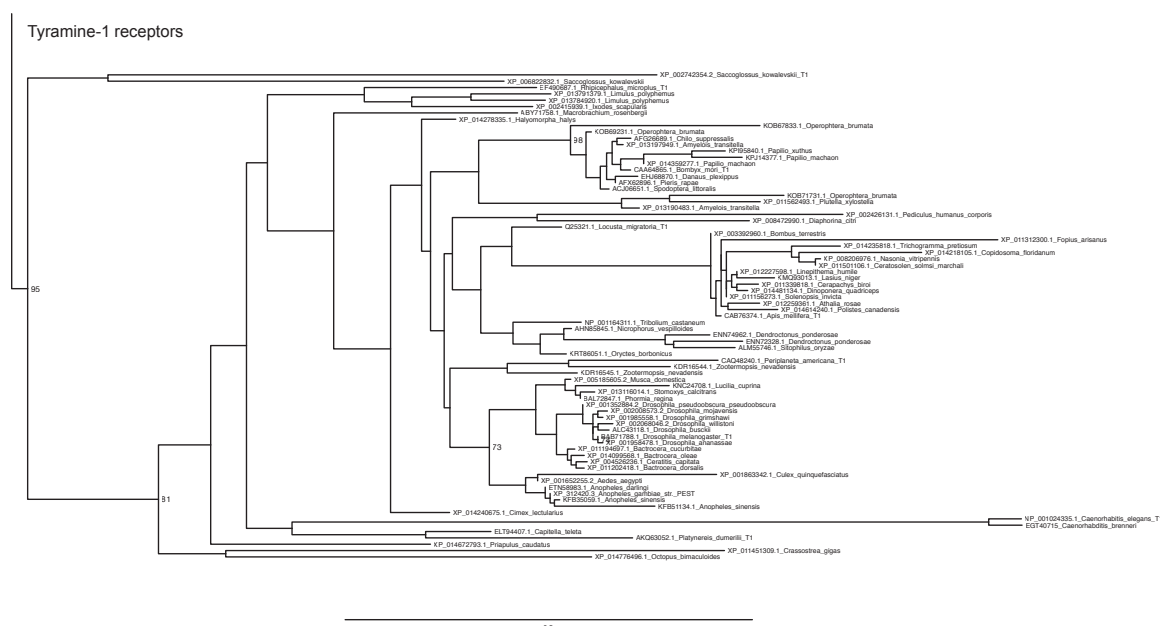 Tyramine-1 receptors
XP_002742354.2_Saccoglossus_kowalevskii_T1
XP_006822832.1_Saccoglossus_kowalevskii
EF490687.1_Rhipicephalus_microplus_T1
XP_013791379.1_Limulus_polyphemus
XP_013784920.1_Limulus_polyphemus
XP_002415939.1_Ixodes_scapularis
ABY71758.1_Macrobrachium_rosenbergii
XP_014278335.1_Halyomorpha_halys
KOB67833.1_Operophtera_brumata
KOB69231.1_Operophtera_brumata
98
AFG26689.1_Chilo_suppressalis
XP_013197949.1_Amyelois_transitella
KPI95840.1_Papilio_xuthus
KPJ14377.1_Papilio_machaon
XP_014359277.1_Papilio_machaon
CAA64865.1_Bombyx_mori_T1
EHJ68870.1_Danaus_plexippus
AFX62896.1_Pieris_rapae
ACJ06651.1_Spodoptera_littoralis
KOB71731.1_Operophtera_brumata
XP_011562493.1_Plutella_xylostella
XP_013190483.1_Amyelois_transitella
XP_002426131.1_Pediculus_humanus_corporis
XP_008472990.1_Diaphorina_citri
Q25321.1_Locusta_migratoria_T1
XP_003392960.1_Bombus_terrestris
XP_011312300.1_Fopius_arisanus
XP_014235818.1_Trichogramma_pretiosum
XP_014218105.1_Copidosoma_floridanum
XP_008206976.1_Nasonia_vitripennis
XP_011501106.1_Ceratosolen_solmsi_marchali
XP_012227598.1_Linepithema_humile
KMQ93013.1_Lasius_niger
XP_011339818.1_Cerapachys_biroi
XP_014481134.1_Dinoponera_quadriceps
XP_011156273.1_Solenopsis_invicta
XP_012259361.1_Athalia_rosae
XP_014614240.1_Polistes_canadensis
CAB76374.1_Apis_mellifera_T1
95
NP_001164311.1_Tribolium_castaneum
AHN85845.1_Nicrophorus_vespilloides
ENN74962.1_Dendroctonus_ponderosae
ENN72328.1_Dendroctonus_ponderosae
ALM55746.1_Sitophilus_oryzae
KRT86051.1_Oryctes_borbonicus
CAQ48240.1_Periplaneta_americana_T1
KDR16544.1_Zootermopsis_nevadensis
KDR16545.1_Zootermopsis_nevadensis
XP_005185605.2_Musca_domestica
KNC24708.1_Lucilia_cuprina
XP_013116014.1_Stomoxys_calcitrans
BAL72847.1_Phormia_regina
XP_001352884.2_Drosophila_pseudoobscura_pseudoobscura
XP_002008573.2_Drosophila_mojavensis
XP_001985558.1_Drosophila_grimshawi
XP_002068046.2_Drosophila_willistoni
ALC43118.1_Drosophila_busckii
BAB71788.1_Drosophila_melanogaster_T1
XP_001958478.1_Drosophila_ananassae
73
XP_011194697.1_Bactrocera_cucurbitae
XP_014099568.1_Bactrocera_oleae
XP_004526236.1_Ceratitis_capitata
XP_011202418.1_Bactrocera_dorsalis
XP_001863342.1_Culex_quinquefasciatus
XP_001652255.2_Aedes_aegypti
ETN58983.1_Anopheles_darlingi
XP_312420.3_Anopheles_gambiae_str._PEST
KFB35059.1_Anopheles_sinensis
81
KFB51134.1_Anopheles_sinensis
XP_014240675.1_Cimex_lectularius
NP_001024335.1_Caenorhabitis_elegans_T
EGT40715_Caenorhabditis_brenneri
ELT94407.1_Capitella_teleta
AKQ63052.1_Platynereis_dumerilii_T1
XP_014672793.1_Priapulus_caudatus
XP_011451309.1_Crassostrea_gigas
XP_014776496.1_Octopus_bimaculoides